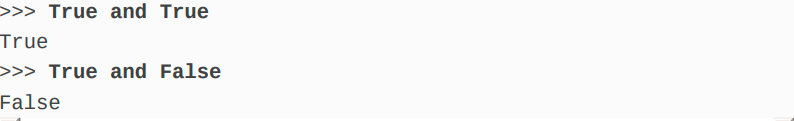 >>> True and True
True
>>> True and False
False